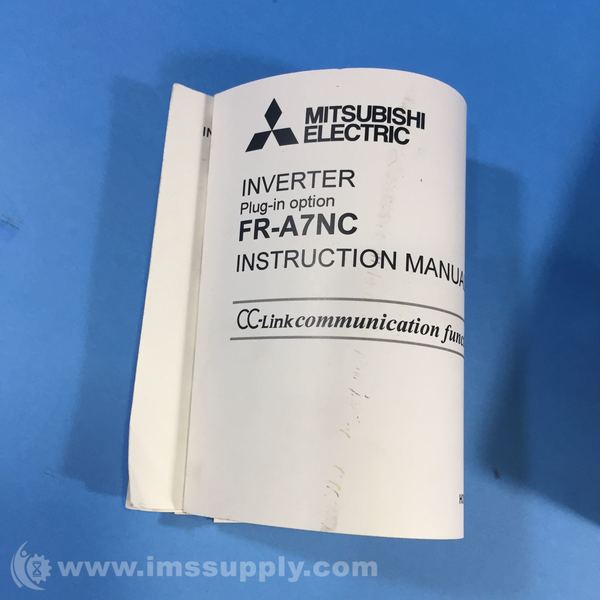 MITSUBISHI
ELECTRIC
INVERTER
Plug-in option
FR-A7NC
INSTRUCTION MANUA
CC-Link communication func
www.imssupply.com